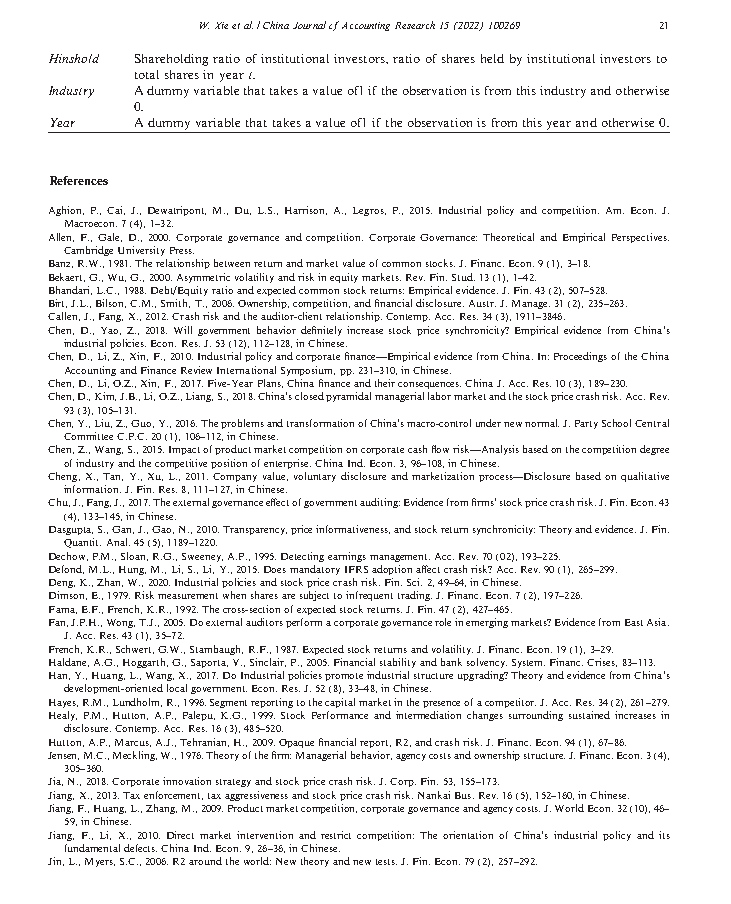 W. Xie et al. / China Journal of Accounting Research 15 (2022) 100269
21
Hinshold Shareholding ratio of institutional investors, ratio of shares held by institutional investors to
total shares in year t.
Industry A dummy variable that takes a value of1 if the observation is from this industry and otherwise
0.
Year A dummy variable that takes a value of1 if the observation is from this year and otherwise 0.
References
Aghion, P., Cai, J., Dewatripont, M., Du, L.S., Harrison, A., Legros, P., 2015. Industrial policy and competition. Am. Econ. J.
Macroecon. 7 (4), 1–32.
Allen, F., Gale, D., 2000. Corporate governance and competition. Corporate Governance: Theoretical and Empirical Perspectives.
Cambridge University Press.
Banz, R.W., 1981. The relationship between return and market value of common stocks. J. Financ. Econ. 9 (1), 3–18.
Bekaert, G., Wu, G., 2000. Asymmetric volatility and risk in equity markets. Rev. Fin. Stud. 13 (1), 1–42.
Bhandari, L.C., 1988. Debt/Equity ratio and expected common stock returns: Empirical evidence. J. Fin. 43 (2), 507–528.
Birt, J.L., Bilson, C.M., Smith, T., 2006. Ownership, competition, and financial disclosure. Austr. J. Manage. 31 (2), 235–263.
Callen, J., Fang, X., 2012. Crash risk and the auditor-client relationship. Contemp. Acc. Res. 34 (3), 1911–3846.
Chen, D., Yao, Z., 2018. Will government behavior definitely increase stock price synchronicity? Empirical evidence from China's
industrial policies. Econ. Res. J. 53 (12), 112–128, in Chinese.
Chen, D., Li, Z., Xin, F., 2010. Industrial policy and corporate finance—Empirical evidence from China. In: Proceedings of the China
Accounting and Finance Review International Symposium, pp. 231–310, in Chinese.
Chen, D., Li, O.Z., Xin, F., 2017. Five-Year Plans, China finance and their consequences. China J. Acc. Res. 10 (3), 189–230.
Chen, D., Kim, J.B., Li, O.Z., Liang, S., 2018. China's closed pyramidal managerial labor market and the stock price crash risk. Acc. Rev.
93 (3), 105–131.
Chen, Y., Liu, Z., Guo, Y., 2016. The problems and transformation of China's macro-control under new normal. J. Party School Central
Committee C.P.C. 20 (1), 106–112, in Chinese.
Chen, Z., Wang, S., 2015. Impact of product market competition on corporate cash flow risk—Analysis based on the competition degree
of industry and the competitive position of enterprise. China Ind. Econ. 3, 96–108, in Chinese.
Cheng, X., Tan, Y., Xu, L., 2011. Company value, voluntary disclosure and marketization process—Disclosure based on qualitative
information. J. Fin. Res. 8, 111–127, in Chinese.
Chu, J., Fang, J., 2017. The external governance effect of government auditing: Evidence from firms' stock price crash risk. J. Fin. Econ. 43
(4), 133–145, in Chinese.
Dasgupta, S., Gan, J., Gao, N., 2010. Transparency, price informativeness, and stock return synchronicity: Theory and evidence. J. Fin.
Quantit. Anal. 45 (5), 1189–1220.
Dechow, P.M., Sloan, R.G., Sweeney, A.P., 1995. Detecting earnings management. Acc. Rev. 70 (02), 193–225.
Defond, M.L., Hung, M., Li, S., Li, Y., 2015. Does mandatory IFRS adoption affect crash risk? Acc. Rev. 90 (1), 265–299.
Deng, K., Zhan, W., 2020. Industrial policies and stock price crash risk. Fin. Sci. 2, 49–64, in Chinese.
Dimson, E., 1979. Risk measurement when shares are subject to infrequent trading. J. Financ. Econ. 7 (2), 197–226.
Fama, E.F., French, K.R., 1992. The cross-section of expected stock returns. J. Fin. 47 (2), 427–465.
Fan, J.P.H., Wong, T.J., 2005. Do external auditors perform a corporate governance role in emerging markets? Evidence from East Asia.
J. Acc. Res. 43 (1), 35–72.
French, K.R., Schwert, G.W., Stambaugh, R.F., 1987. Expected stock returns and volatility. J. Financ. Econ. 19 (1), 3–29.
Haldane, A.G., Hoggarth, G., Saporta, V., Sinclair, P., 2005. Financial stability and bank solvency. System. Financ. Crises, 83–113.
Han, Y., Huang, L., Wang, X., 2017. Do Industrial policies promote industrial structure upgrading? Theory and evidence from China's
development-oriented local government. Econ. Res. J. 52 (8), 33–48, in Chinese.
Hayes, R.M., Lundholm, R., 1996. Segment reporting to the capital market in the presence of a competitor. J. Acc. Res. 34 (2), 261–279.
Healy, P.M., Hutton, A.P., Palepu, K.G., 1999. Stock Performance and intermediation changes surrounding sustained increases in
disclosure. Contemp. Acc. Res. 16 (3), 485–520.
Hutton, A.P., Marcus, A.J., Tehranian, H., 2009. Opaque financial report, R2, and crash risk. J. Financ. Econ. 94 (1), 67–86.
Jensen, M.C., Meckling, W., 1976. Theory of the firm: Managerial behavior, agency costs and ownership structure. J. Financ. Econ. 3 (4),
305–360.
Jia, N., 2018. Corporate innovation strategy and stock price crash risk. J. Corp. Fin. 53, 155–173.
Jiang, X., 2013. Tax enforcement, tax aggressiveness and stock price crash risk. Nankai Bus. Rev. 16 (5), 152–160, in Chinese.
Jiang, F., Huang, L., Zhang, M., 2009. Product market competition, corporate governance and agency costs. J. World Econ. 32 (10), 46–
59, in Chinese.
Jiang, F., Li, X., 2010. Direct market intervention and restrict competition: The orientation of China's industrial policy and its
fundamental defects. China Ind. Econ. 9, 26–36, in Chinese.
Jin, L., Myers, S.C., 2006. R2 around the world: New theory and new tests. J. Fin. Econ. 79 (2), 257–292.